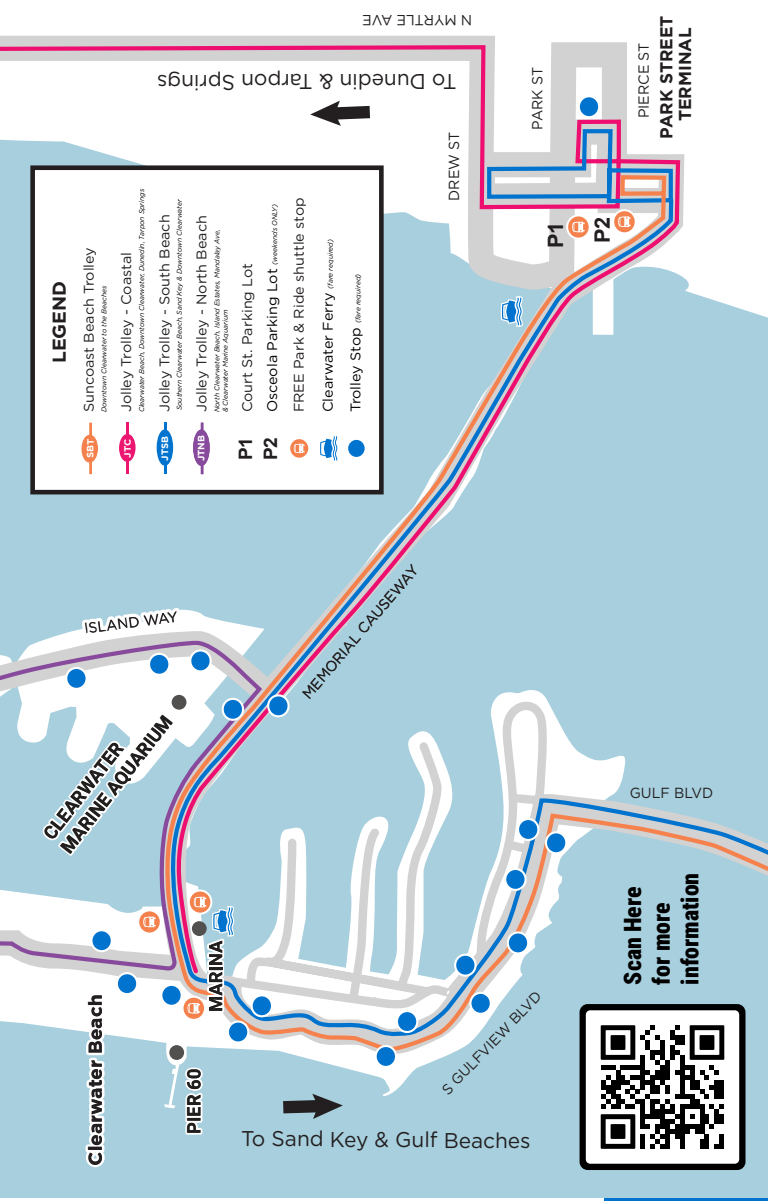 N MYRTLE AVE
To Dunedin & Tarpon Springs
DREW ST
PARK ST
PIERCE ST
PARK STREET
TERMINAL
P1
P2
LEGEND
SBT Suncoast Beach Trolley
Downtown Clearwater to the Beaches
JTC Jolley Trolley - Coastal
Clearwater Beach, Downtown Clearwater, Dunedin, Tarpon Springs
JTSB Jolley Trolley - South Beach
Southern Clearwater Beach, Sand Key & Downtown Clearwater
JTNB Jolley Trolley - North Beach
North Clearwater Beach, Island Estates, Mandalay Ave,
& Clearwater Marine Aquarium
P1 Court St. Parking Lot
P2 Osceola Parking Lot (weekends ONLY)
FREE Park & Ride shuttle stop
Clearwater Ferry (fare required)
Trolley Stop (fare required)
ISLAND WAY
MEMORIAL CAUSEWAY
CLEARWATER
MARINE AQUARIUM
GULF BLVD
MARINA
Clearwater Beach
PIER 60
S GULFVIEW BLVD
To Sand Key & Gulf Beaches
Scan Here
for more
information